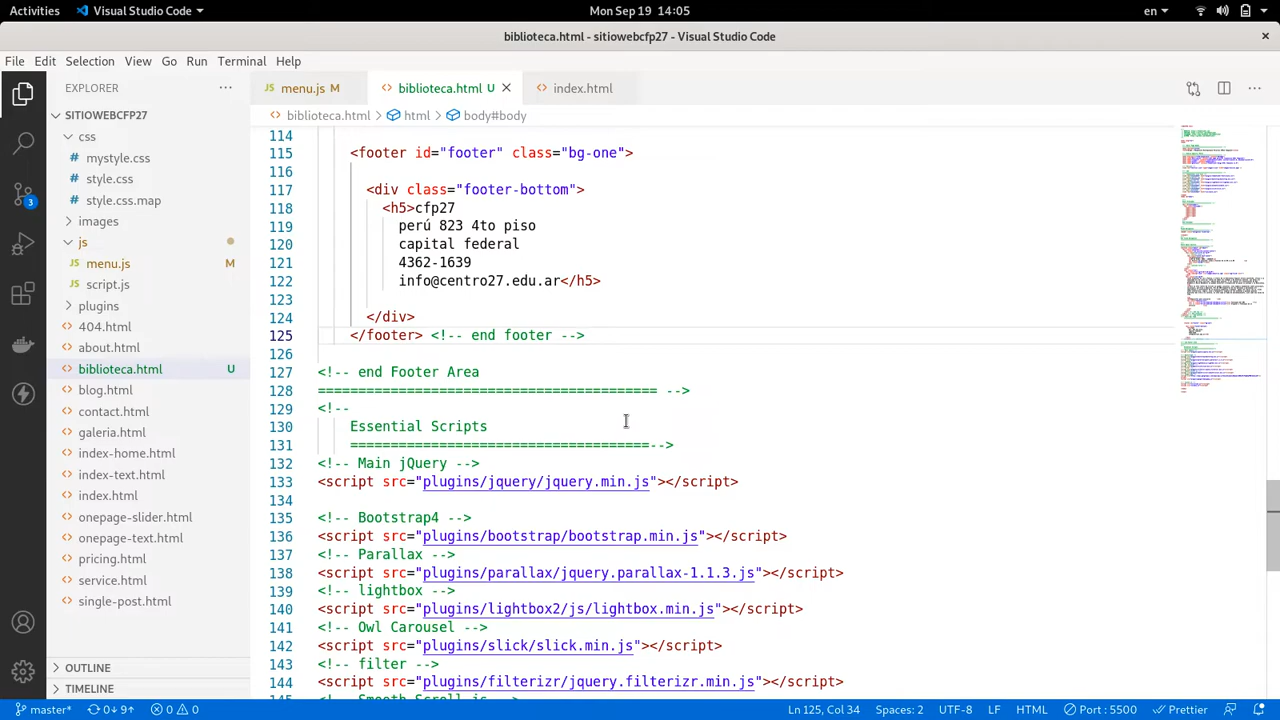 Activities
Visual Studio Code
Mon Sep 19 14:05
en
biblioteca.html - sitiowebcfp27 - Visual Studio Code
File Edit Selection View Go Run Terminal Help
EXPLORER
menu.js M
biblioteca.html U
index.html
SITIOWEBCFP27
css
mystyle.css
style.css
style.css.map
images
js
menu.js M
script.js
plugins
404.html
about.html
biblioteca.html U
blog.html
contact.html
galeria.html
index-home.html
index-text.html
index.html
onepage-slider.html
onepage-text.html
pricing.html
service.html
single-post.html
OUTLINE
TIMELINE
3
biblioteca.html > html > body#body
114
115 <footer id="footer" class="bg-one">
116
117 <div class="footer-bottom">
118 <h5>cfp27
119 perú 823 4to piso
120 capital federal
121 4362-1639
122 info@centro27.edu.ar</h5>
123
124 </div>
125 </footer> <!-- end footer -->
126
127 <!-- end Footer Area
128 ========================================== -->
129 <!--
130 Essential Scripts
131 =====================================-->
132 <!-- Main jQuery -->
133 <script src="plugins/jquery/jquery.min.js"></script>
134
135 <!-- Bootstrap4 -->
136 <script src="plugins/bootstrap/bootstrap.min.js"></script>
137 <!-- Parallax -->
138 <script src="plugins/parallax/jquery.parallax-1.1.3.js"></script>
139 <!-- lightbox -->
140 <script src="plugins/lightbox2/js/lightbox.min.js"></script>
141 <!-- Owl Carousel -->
142 <script src="plugins/slick/slick.min.js"></script>
143 <!-- filter -->
144 <script src="plugins/filterizr/jquery.filterizr.min.js"></script>
145 <!-- Smooth Scroll js -->
master* 0↓ 9↑ 0 0
Ln 125, Col 34 Spaces: 2 UTF-8 LF HTML Port : 5500 Prettier